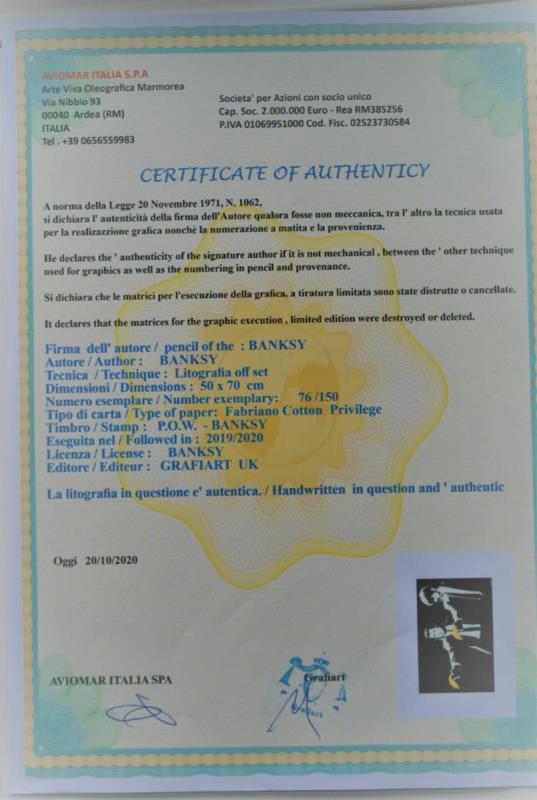 AVIOMAR ITALIA S.P.A
Arte Viva Oleografica Marmorea
Via Nibbio 93
00040 Ardea (RM)
ITALIA
Tel . +39 0656559983
Societa' per Azioni con socio unico
Cap. Soc. 2.000.000 Euro - Rea RM385256
P.IVA 01069951000 Cod. Fisc. 02523730584
CERTIFICATE OF AUTHENTICY
A norma della Legge 20 Novembre 1971, N. 1062,
si dichiara l' autenticità della firma dell'Autore qualora fosse non meccanica, tra l' altro la tecnica usata
per la realizazzione grafica nonchè la numerazione a matita e la provenienza.
He declares the ' authenticity of the signature author if it is not mechanical , between the ' other technique
used for graphics as well as the numbering in pencil and provenance.
Si dichiara che le matrici per l'esecuzione della grafica, a tiratura limitata sono state distrutte o cancellate.
It declares that the matrices for the graphic execution , limited edition were destroyed or deleted.
Firma dell' autore / pencil of the : BANKSY
Autore / Author : BANKSY
Tecnica / Technique : Litografia off set
Dimensioni / Dimensions : 50 x 70 cm
Numero esemplare / Number exemplary: 76 /150
Tipo di carta / Type of paper: Fabriano Cotton Privilege
Timbro / Stamp : P.O.W. - BANKSY
Eseguita nel / Followed in : 2019/2020
Licenza / License : BANKSY
Editore / Editeur : GRAFIART UK
La litografia in questione e' autentica. / Handwritten in question and ' authentic
Oggi 20/10/2020
AVIOMAR ITALIA SPA
Grafiart
Grafiart